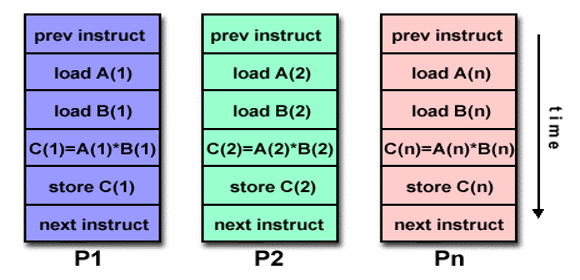 prev instruct
load A(1)
load B(1)
C(1)=A(1)*B(1)
store C(1)
next instruct
P1
prev instruct
load A(2)
load B(2)
C(2)=A(2)*B(2)
store C(2)
next instruct
P2
prev instruct
load A(n)
load B(n)
C(n)=A(n)*B(n)
store C(n)
next instruct
Pn
time